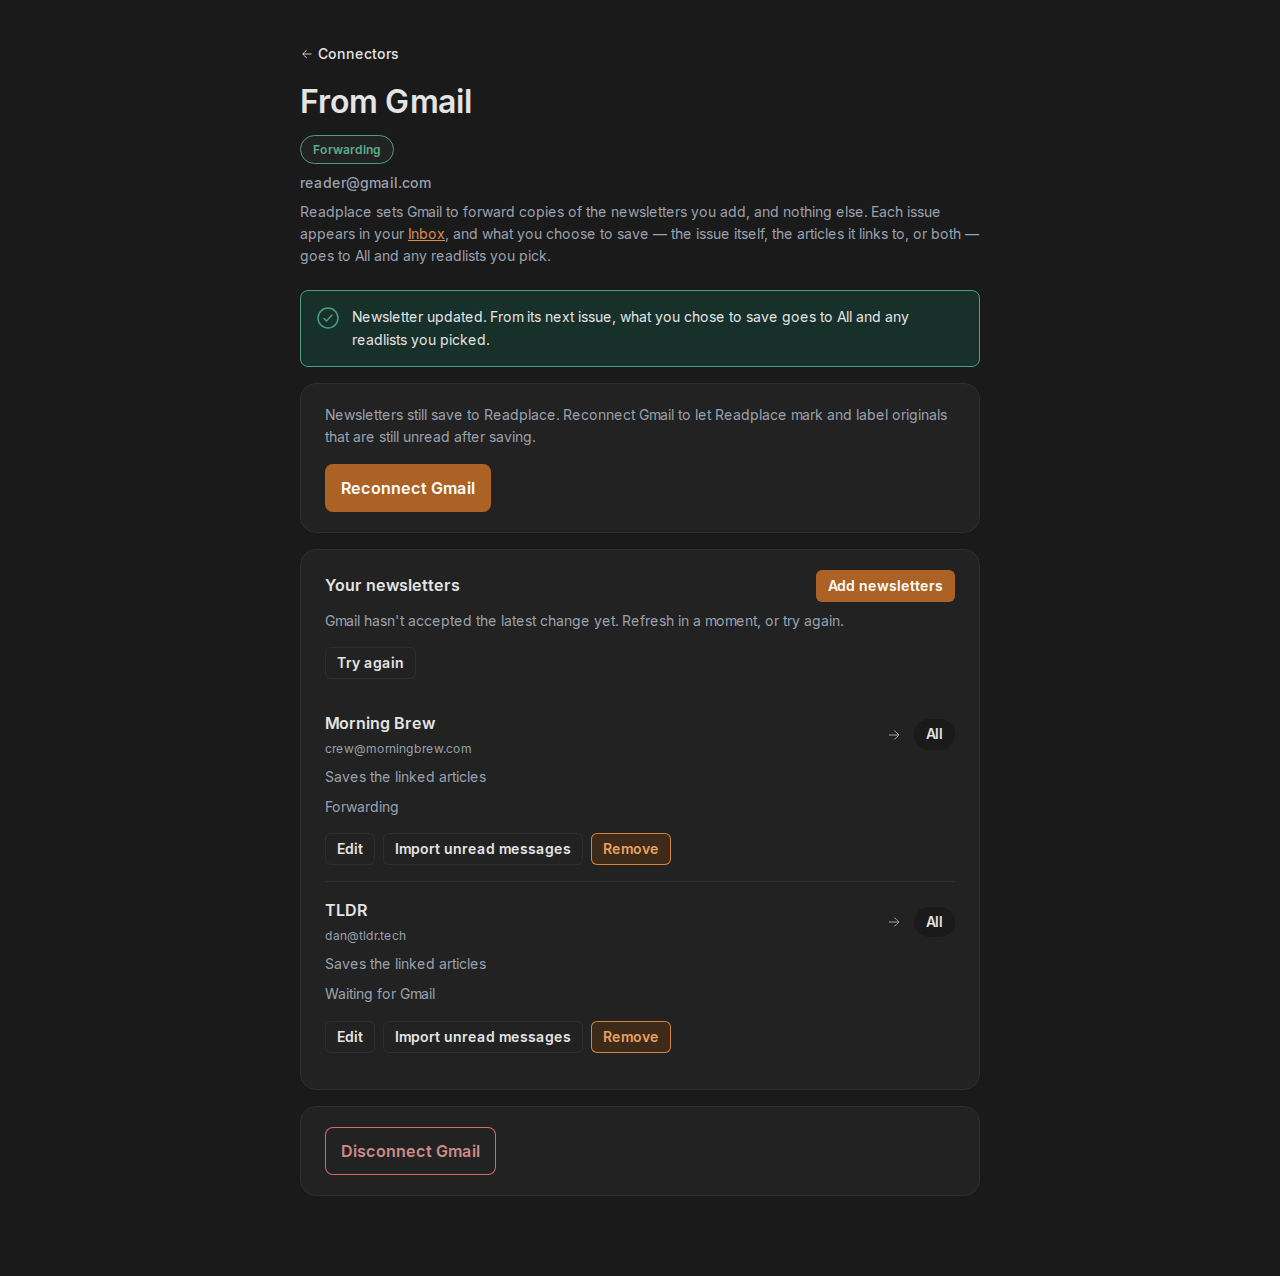 ← Connectors
From Gmail
Forwarding
reader@gmail.com
Readplace sets Gmail to forward copies of the newsletters you add, and nothing else. Each issue
appears in your Inbox, and what you choose to save — the issue itself, the articles it links to, or both —
goes to All and any readlists you pick.
Newsletter updated. From its next issue, what you chose to save goes to All and any
readlists you picked.
Newsletters still save to Readplace. Reconnect Gmail to let Readplace mark and label originals
that are still unread after saving.
Reconnect Gmail
Your newsletters
Add newsletters
Gmail hasn't accepted the latest change yet. Refresh in a moment, or try again.
Try again
Morning Brew
→ All
crew@morningbrew.com
Saves the linked articles
Forwarding
Edit Import unread messages Remove
TLDR
→ All
dan@tldr.tech
Saves the linked articles
Waiting for Gmail
Edit Import unread messages Remove
Disconnect Gmail